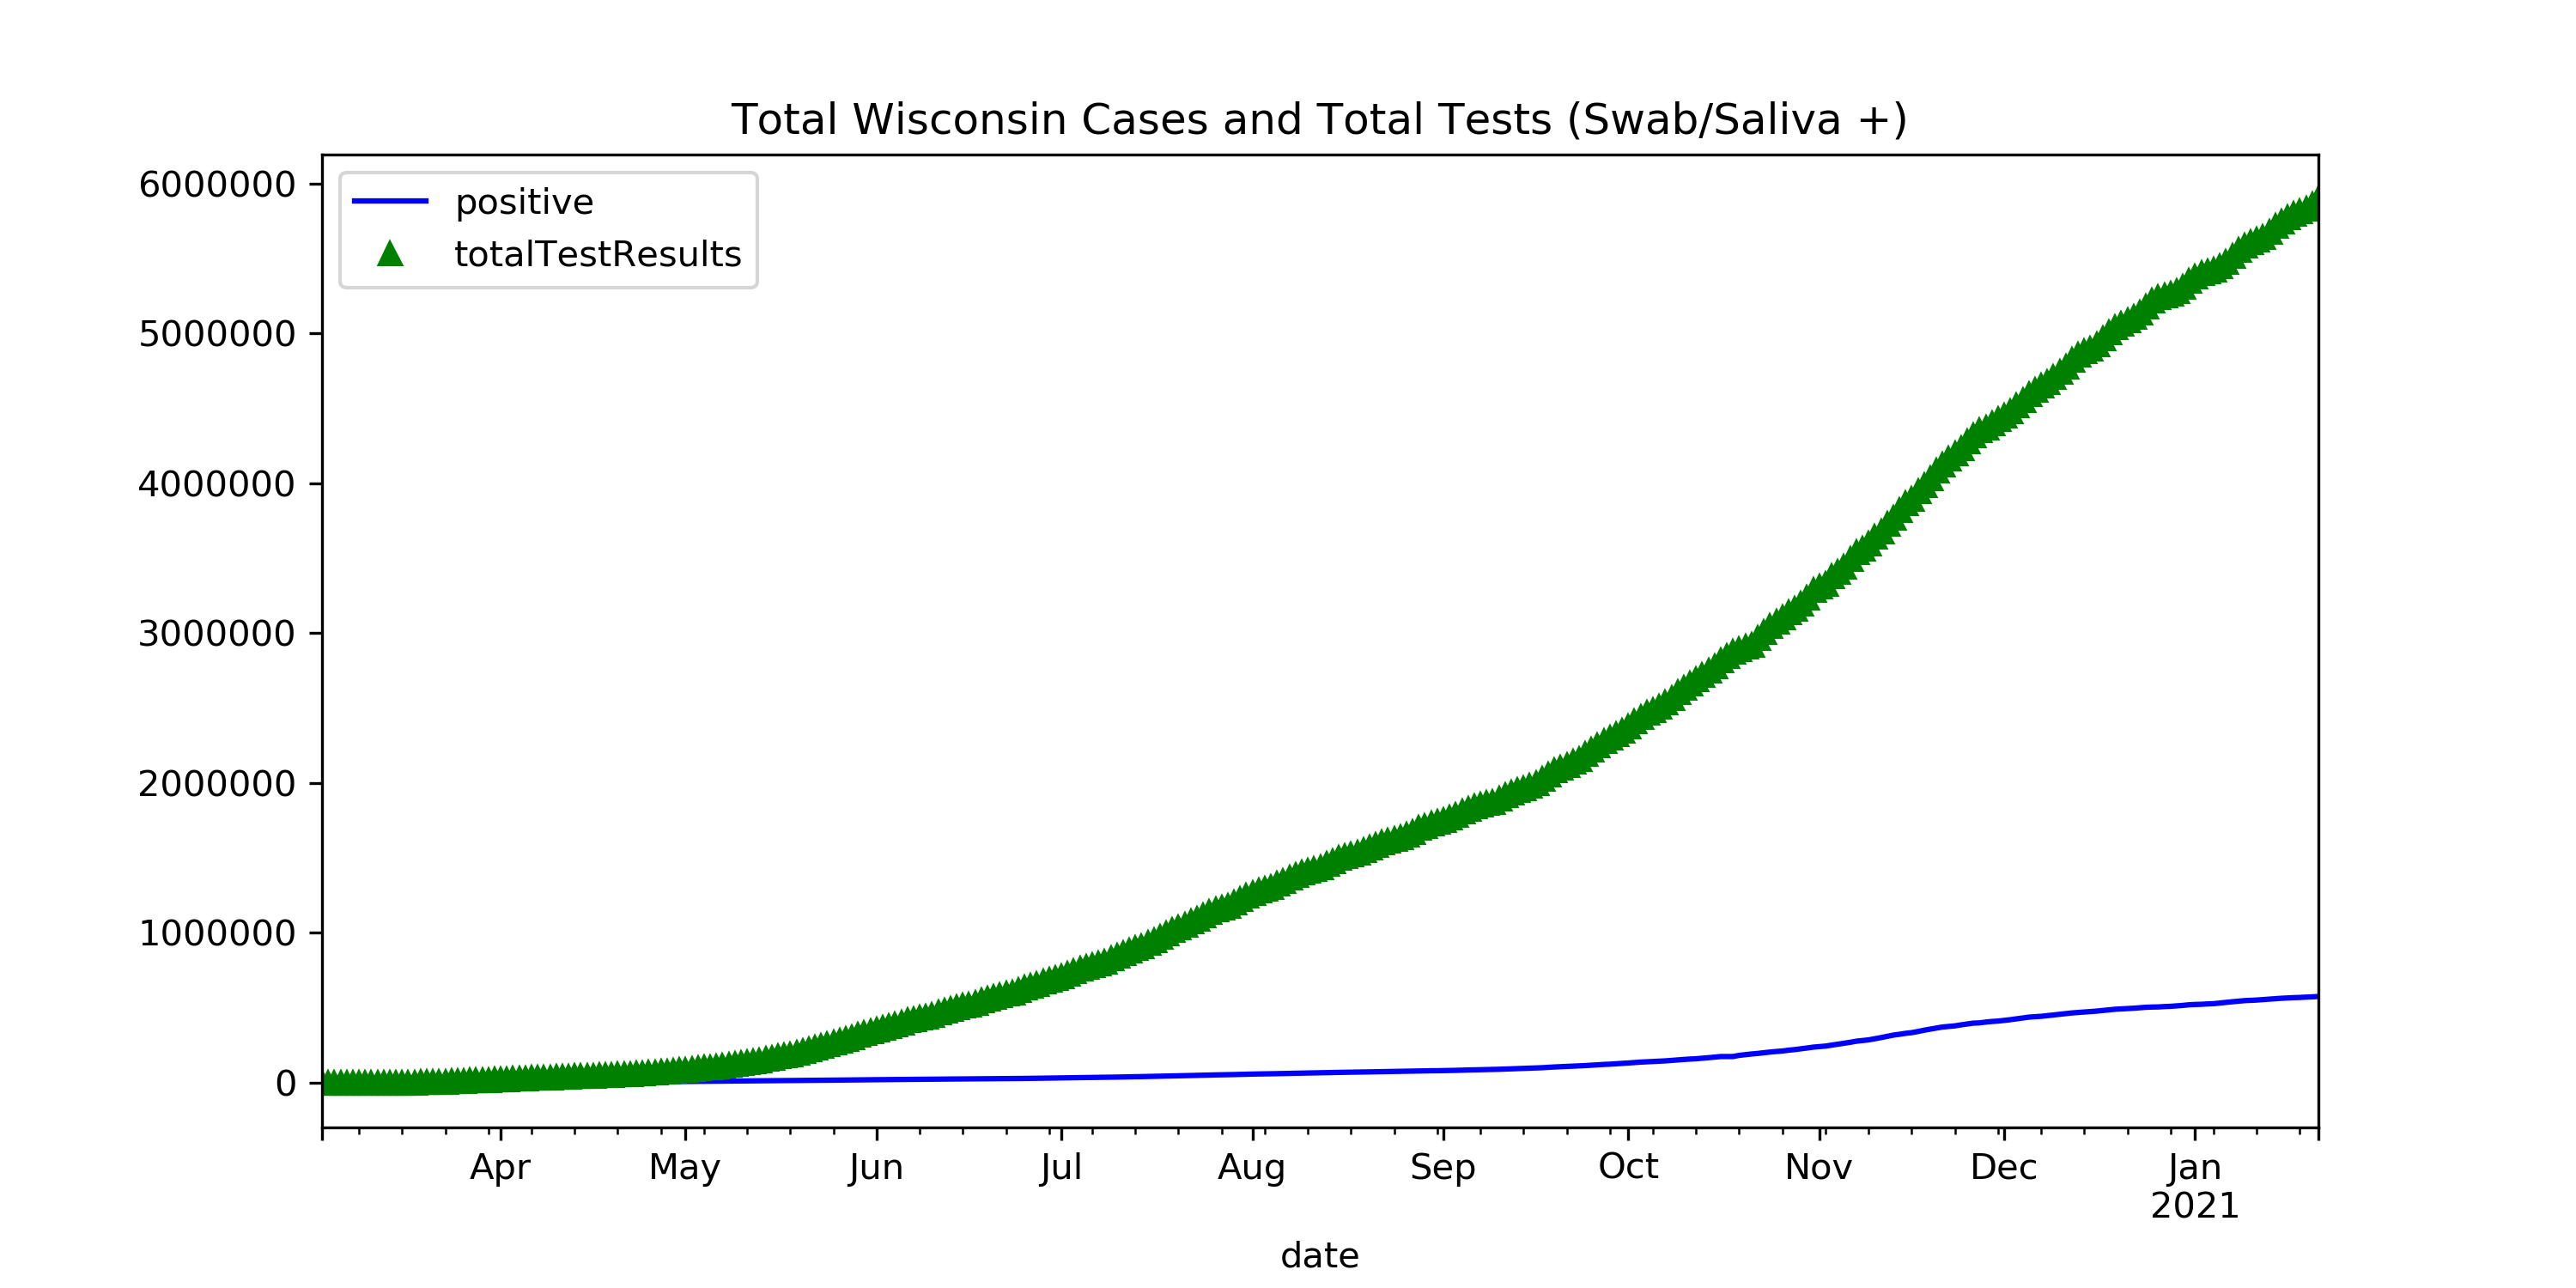 Total Wisconsin Cases and Total Tests (Swab/Saliva +)
positive
totalTestResults
6000000
5000000
4000000
3000000
2000000
1000000
0
Apr May Jun Jul Aug Sep Oct Nov Dec Jan
2021
date